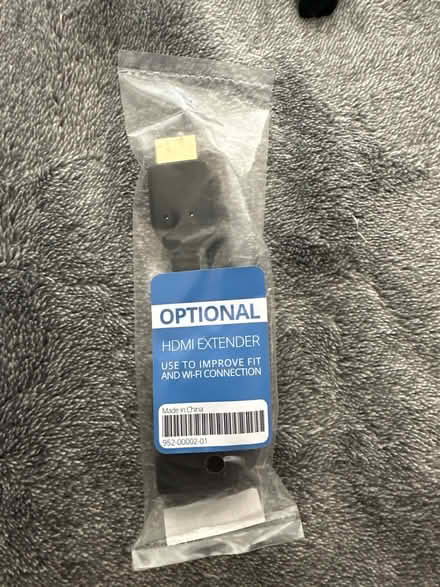 OPTIONAL
HDMI EXTENDER
USE TO IMPROVE FIT
AND WI-FI CONNECTION
Made in China
952-00002-01